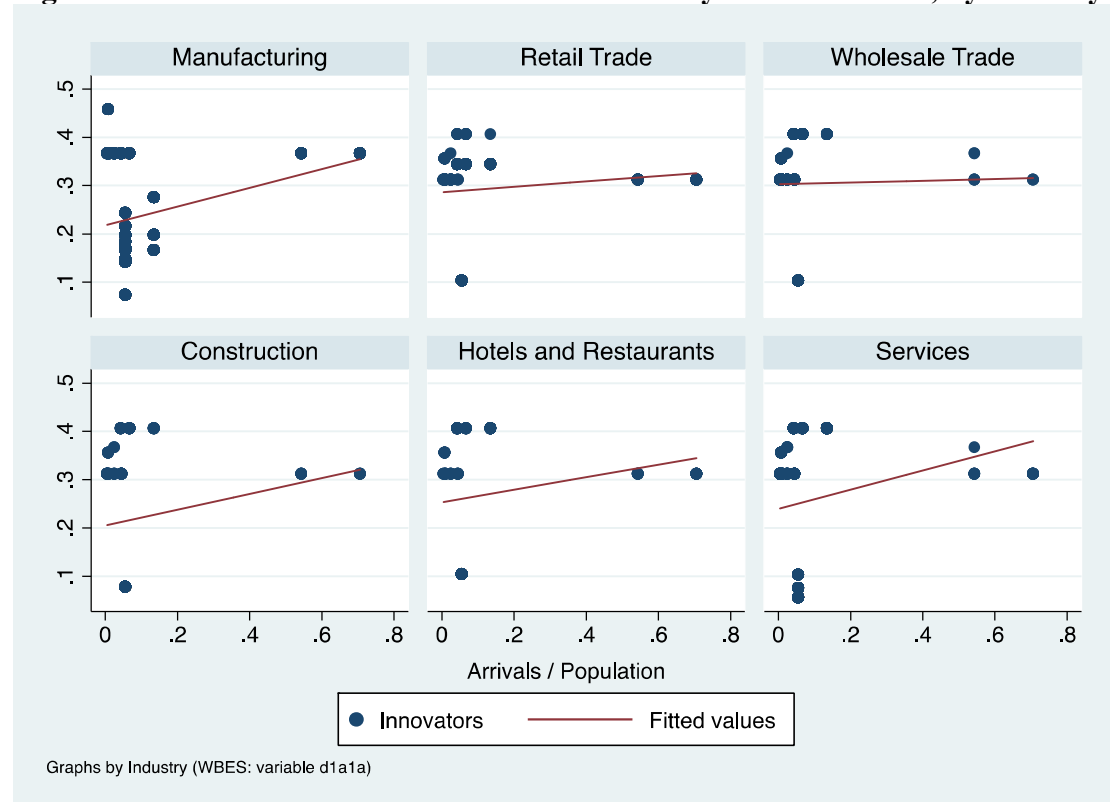 Manufacturing Retail Trade Wholesale Trade
.5
.4
.3
.2
.1
Construction Hotels and Restaurants Services
.5
.4
.3
.2
.1
0 .2 .4 .6 .8 0 .2 .4 .6 .8 0 .2 .4 .6 .8
Arrivals / Population
Innovators Fitted values
Graphs by Industry (WBES: variable d1a1a)